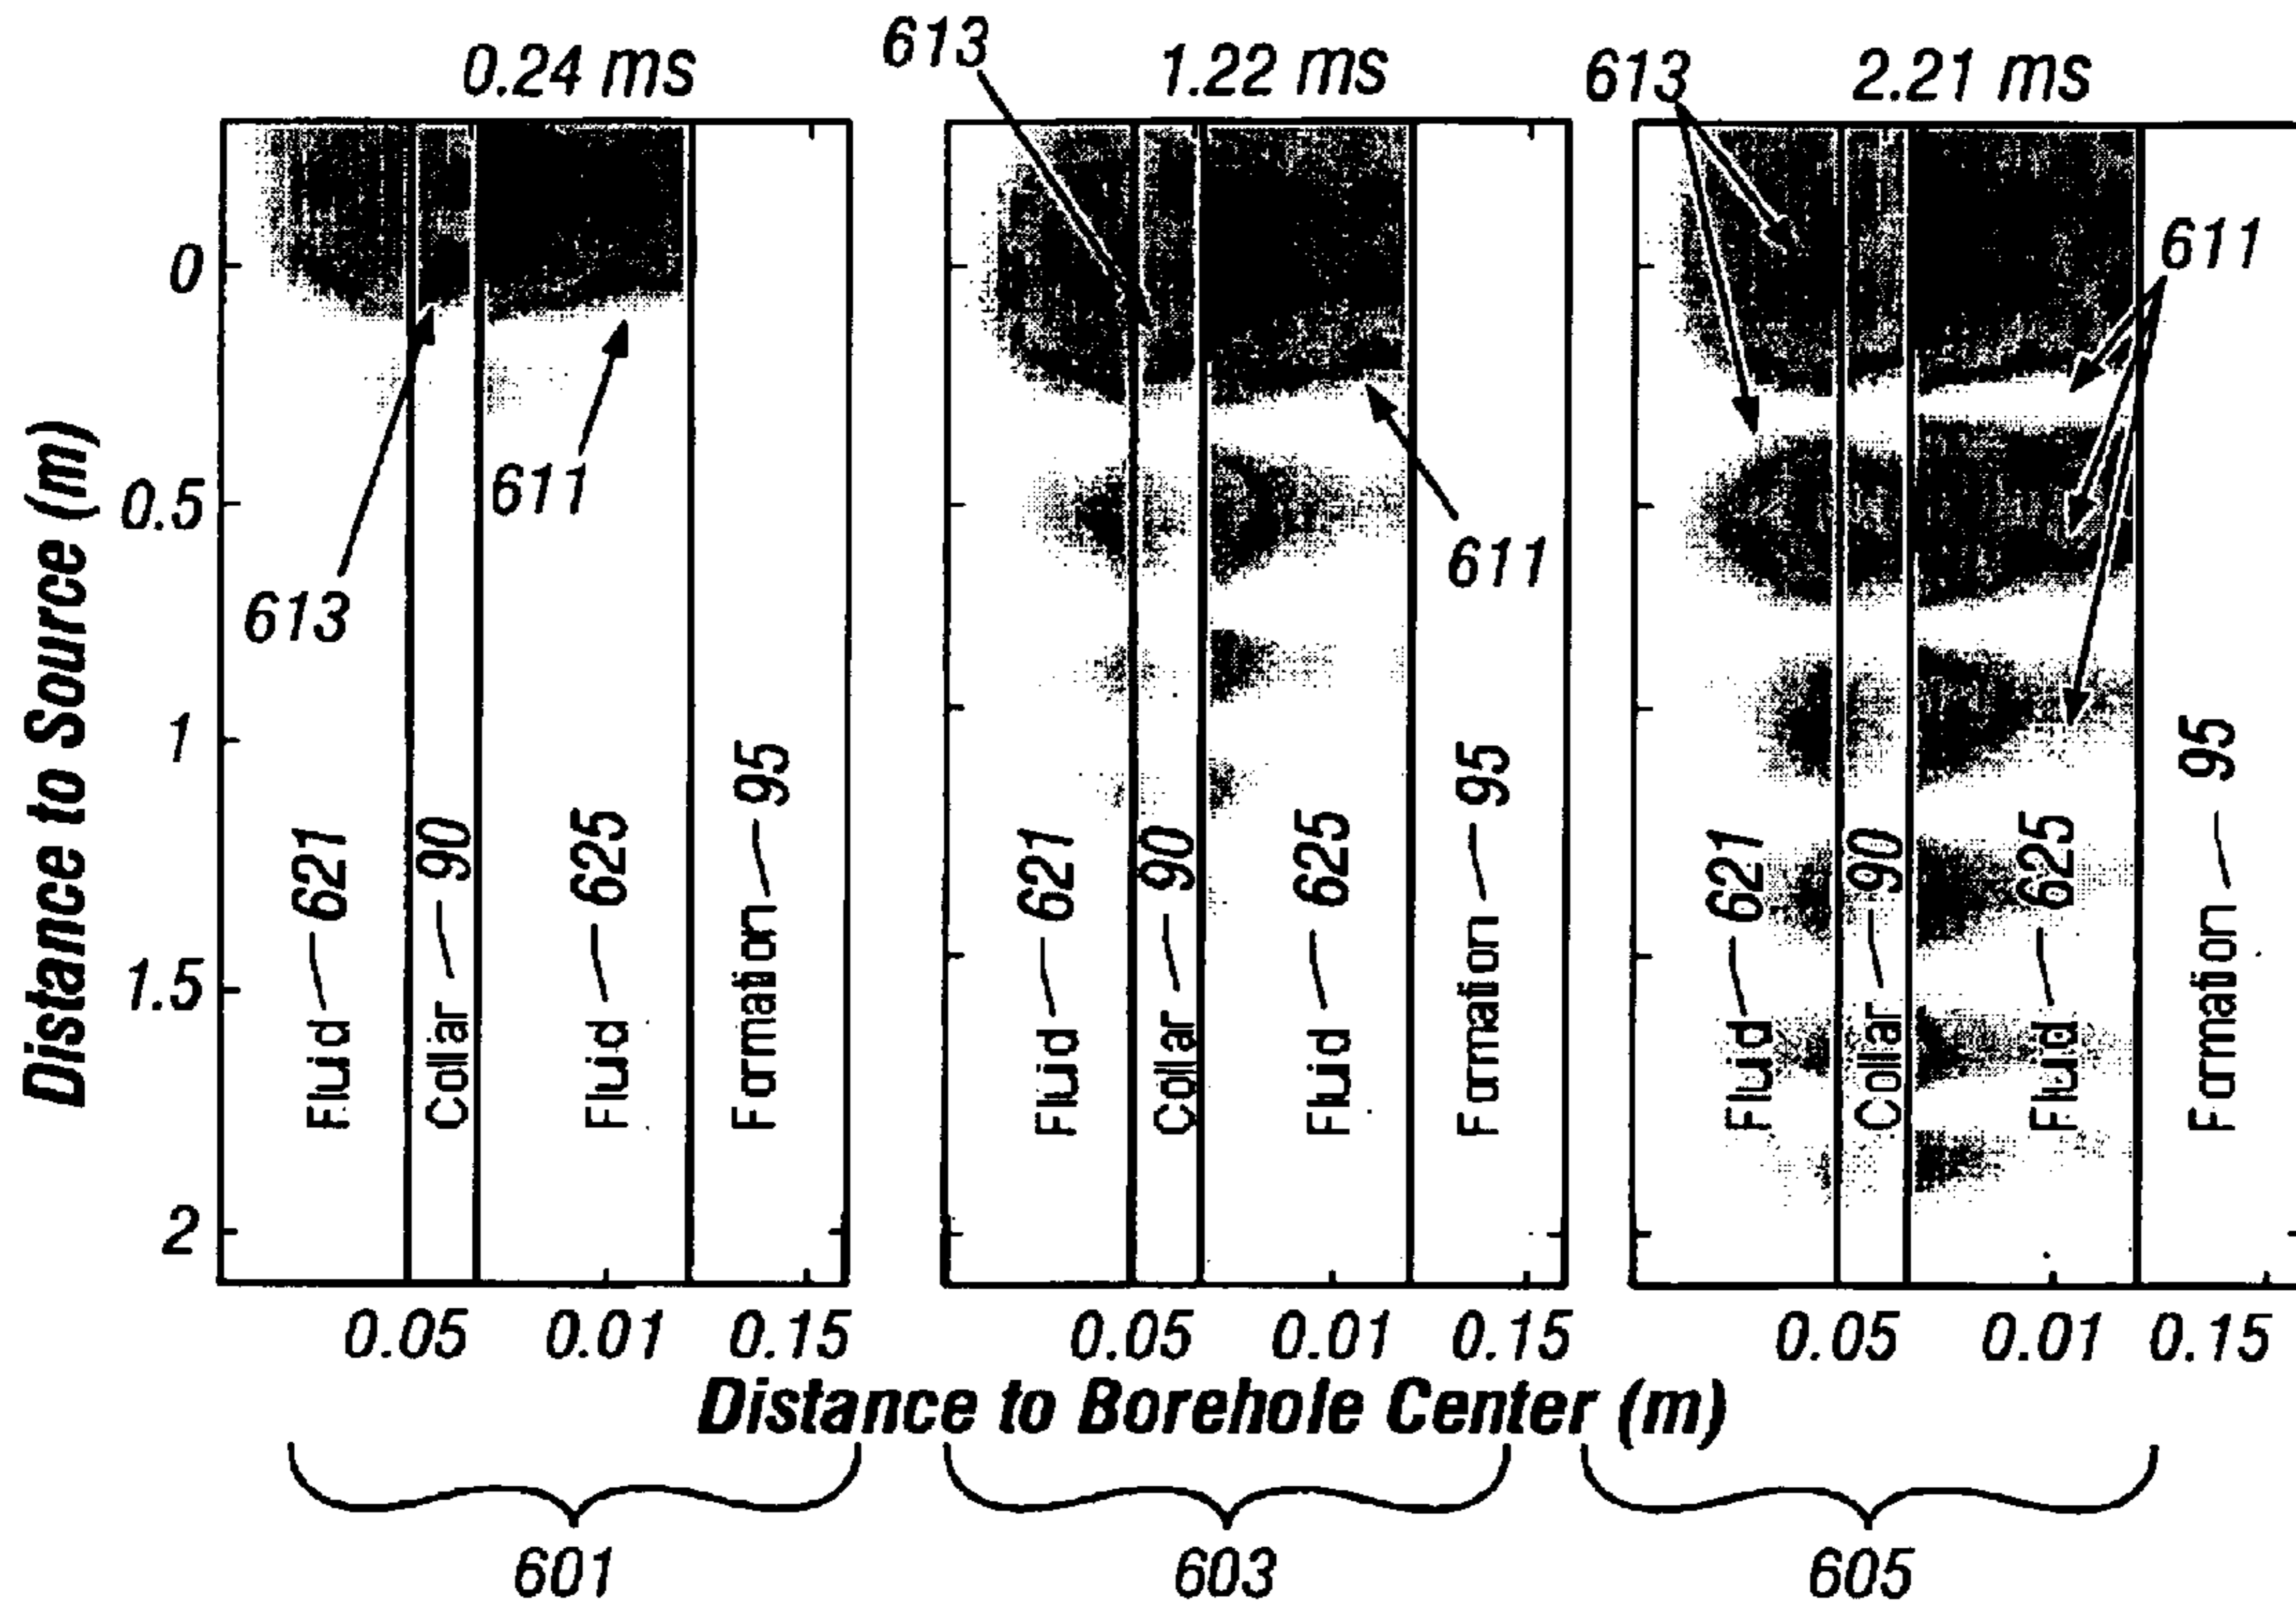 0.24 ms
613
1.22 ms
613
2.21 ms
611
Distance to Source (m)
0
0.5
1
1.5
2
613
611
611
Fluid 621
Collar 90
Fluid 625
Formation 95
Fluid 621
Collar 90
Fluid 625
Formation 95
Fluid 621
Collar 90
Fluid 625
Formation 95
0.05 0.01 0.15
0.05 0.01 0.15
0.05 0.01 0.15
Distance to Borehole Center (m)
601
603
605